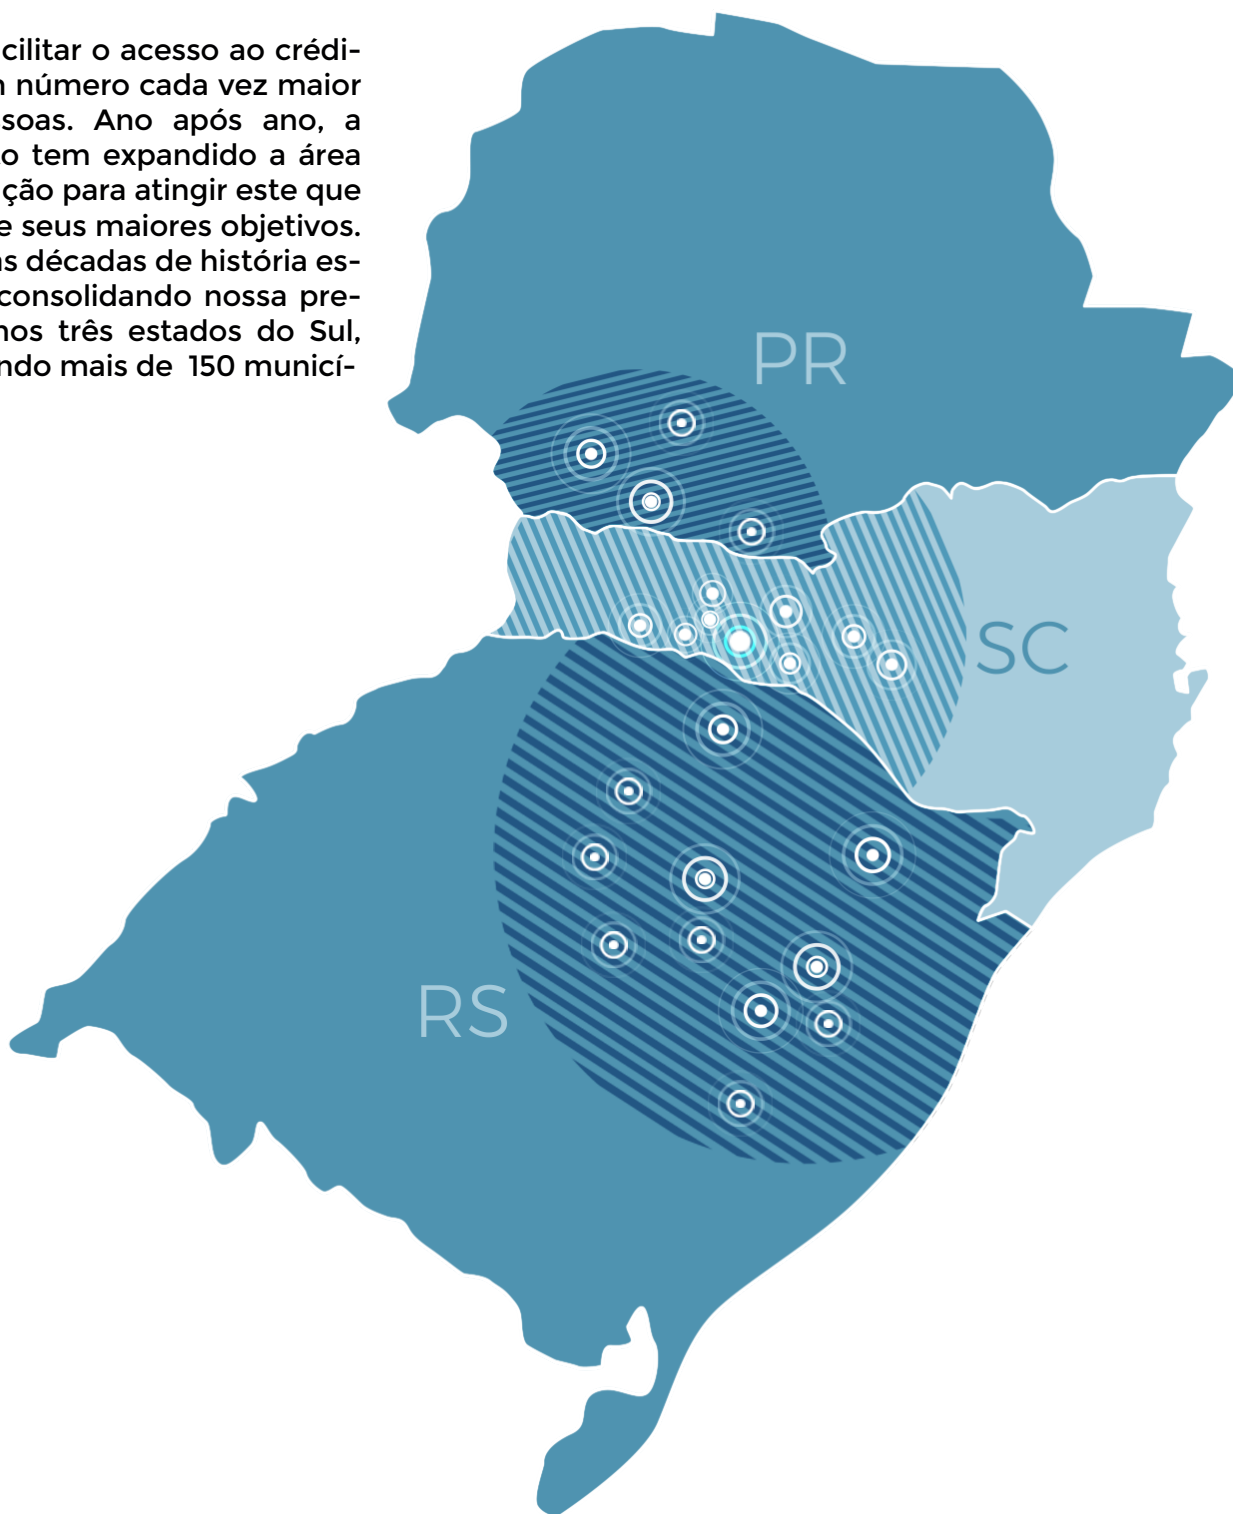 cilitar o acesso ao crédi-
número cada vez maior
soas. Ano após ano, a
o tem expandido a área
ção para atingir este que
e seus maiores objetivos.
as décadas de história es-
consolidando nossa pre-
nos três estados do Sul,
ndo mais de 150 municí-
PR
SC
RS